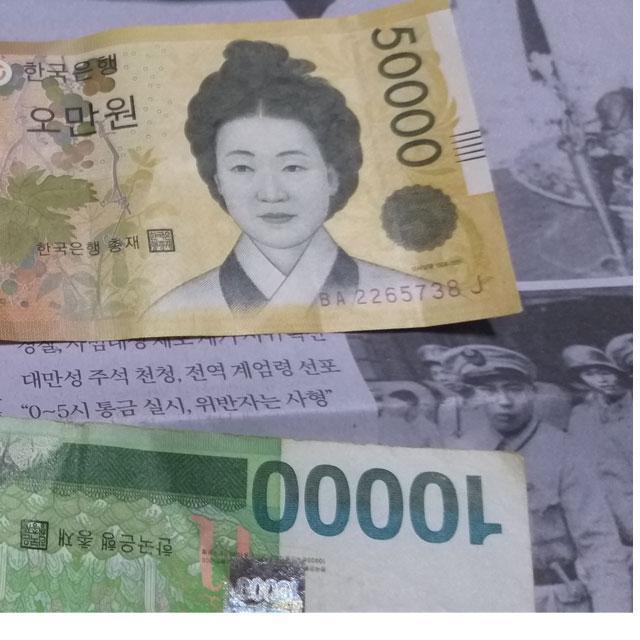 한국은행
오만원
50000
한국은행 총재
BA 2265738 J
대만성 주석 천청, 전역 계엄령 선포
“0~5시 통금 실시, 위반자는 사형”
10000
한국은행 총재